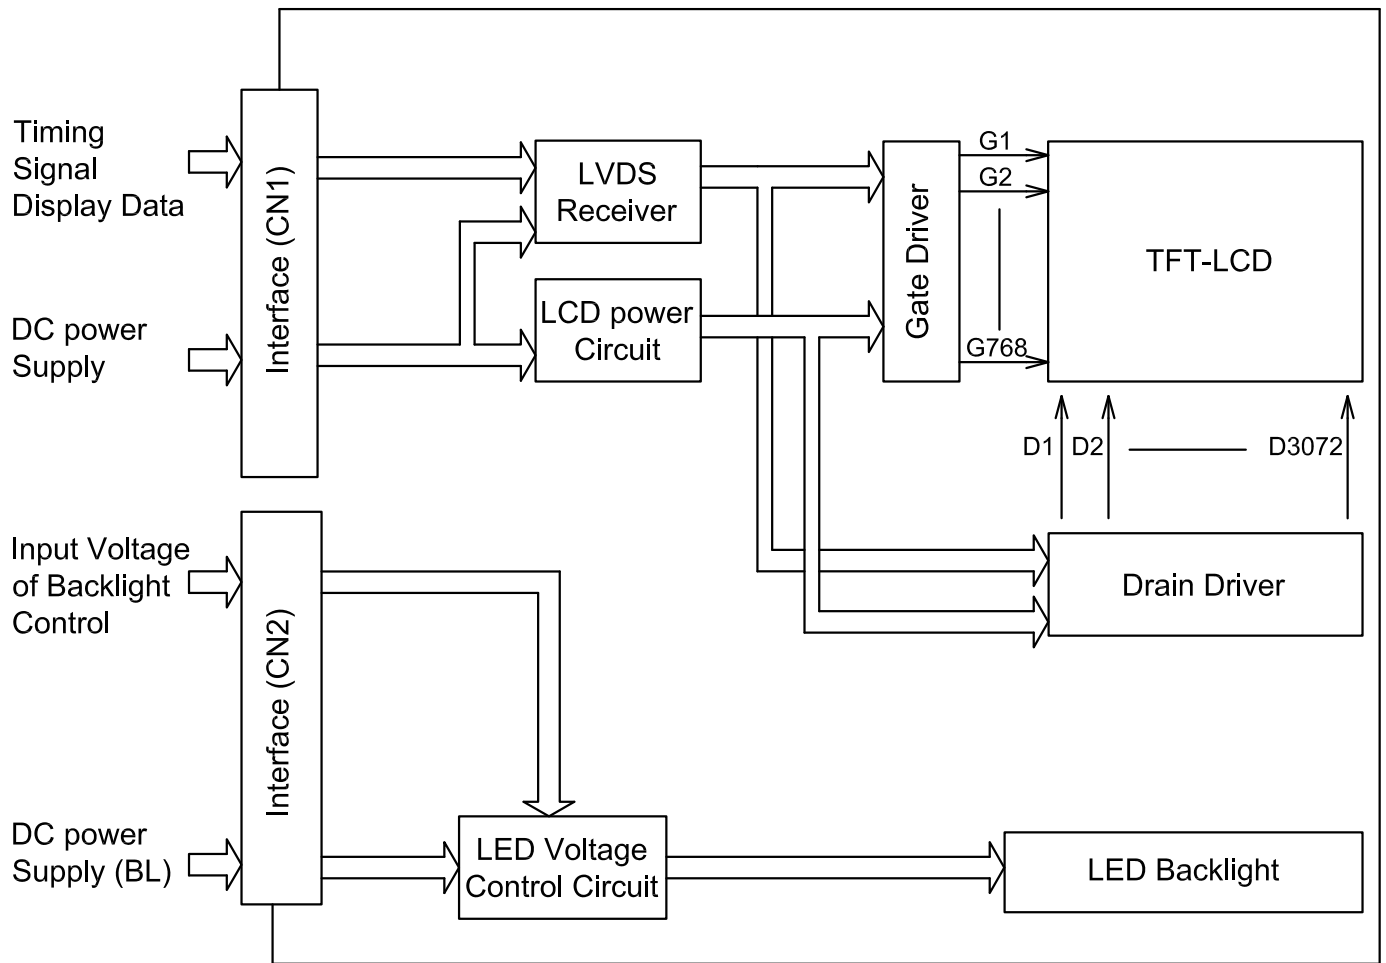 Timing
Signal
Display Data
DC power
Supply
Interface (CN1)
LVDS
Receiver
LCD power
Circuit
Gate Driver
G1
G2
G768
TFT-LCD
D1
D2
D3072
Drain Driver
Input Voltage
of Backlight
Control
DC power
Supply (BL)
Interface (CN2)
LED Voltage
Control Circuit
LED Backlight